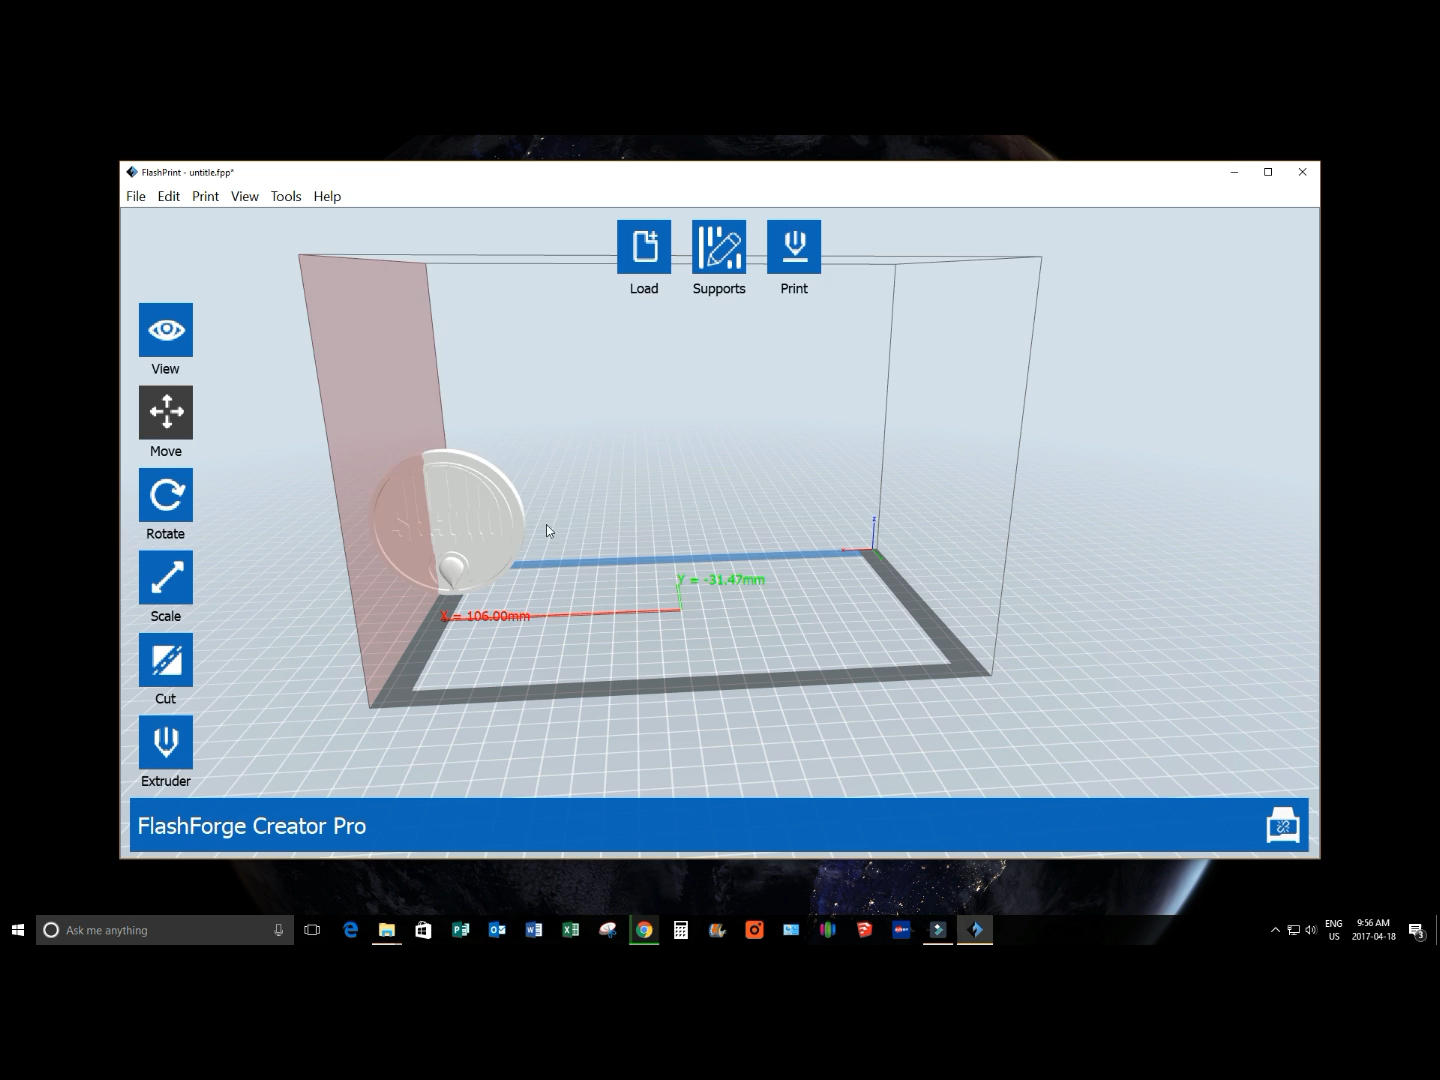 FlashPrint - untitle.fpp*
File Edit Print View Tools Help
Load Supports Print
View
Move
Rotate
Scale
Cut
Extruder
Y = -31.47mm
X = 106.00mm
FlashForge Creator Pro
Ask me anything
ENG
US
9:56 AM
2017-04-18
3